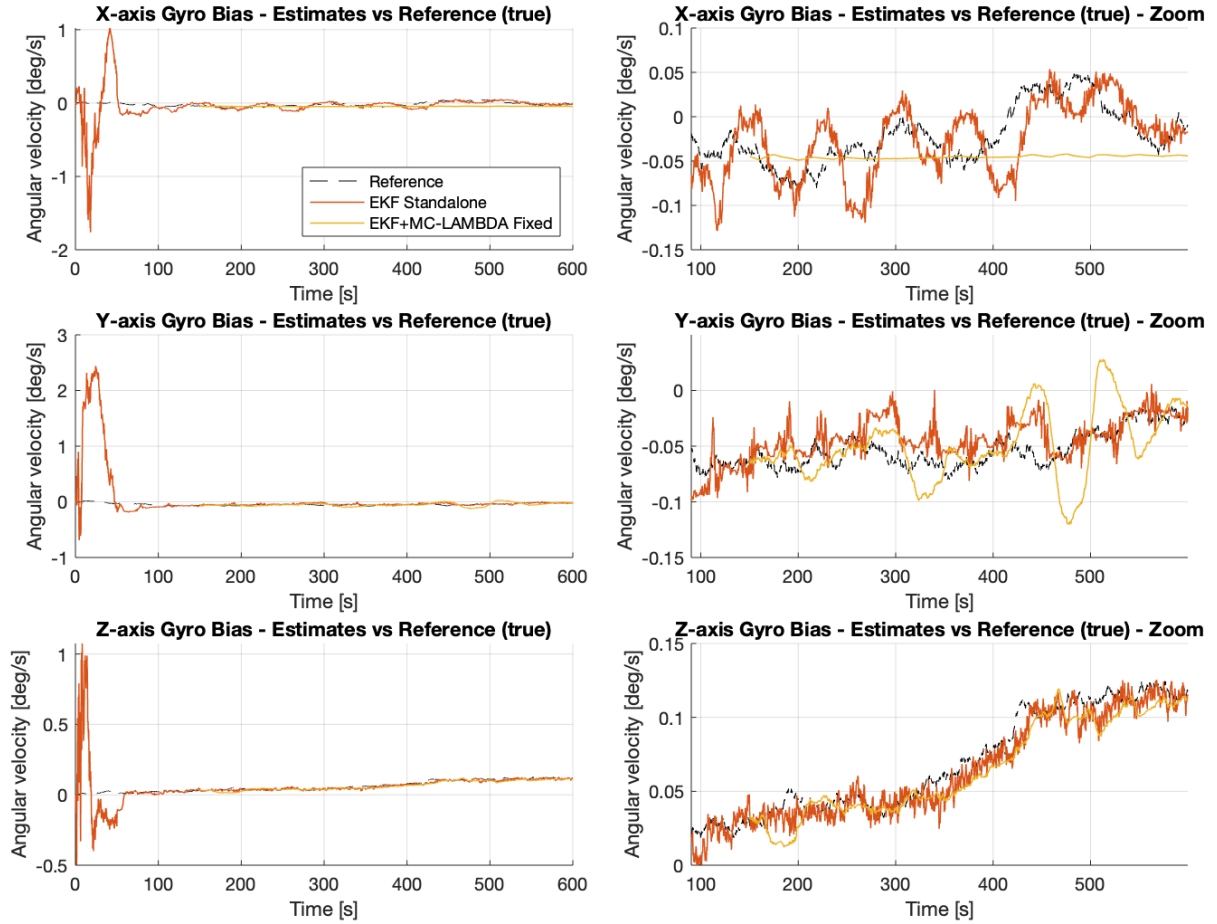 X-axis Gyro Bias - Estimates vs Reference (true)
Angular velocity [deg/s]
1
0
-1
-2
0 100 200 300 400 500 600
Time [s]
Reference
EKF Standalone
EKF+MC-LAMBDA Fixed
X-axis Gyro Bias - Estimates vs Reference (true) - Zoom
Angular velocity [deg/s]
0.1
0.05
0
-0.05
-0.1
-0.15
100 200 300 400 500
Time [s]
Y-axis Gyro Bias - Estimates vs Reference (true)
Angular velocity [deg/s]
3
2
1
0
-1
0 100 200 300 400 500 600
Time [s]
Y-axis Gyro Bias - Estimates vs Reference (true) - Zoom
Angular velocity [deg/s]
0
-0.05
-0.1
-0.15
100 200 300 400 500
Time [s]
Z-axis Gyro Bias - Estimates vs Reference (true)
Angular velocity [deg/s]
1
0.5
0
-0.5
0 100 200 300 400 500 600
Time [s]
Z-axis Gyro Bias - Estimates vs Reference (true) - Zoom
Angular velocity [deg/s]
0.15
0.1
0.05
0
100 200 300 400 500
Time [s]